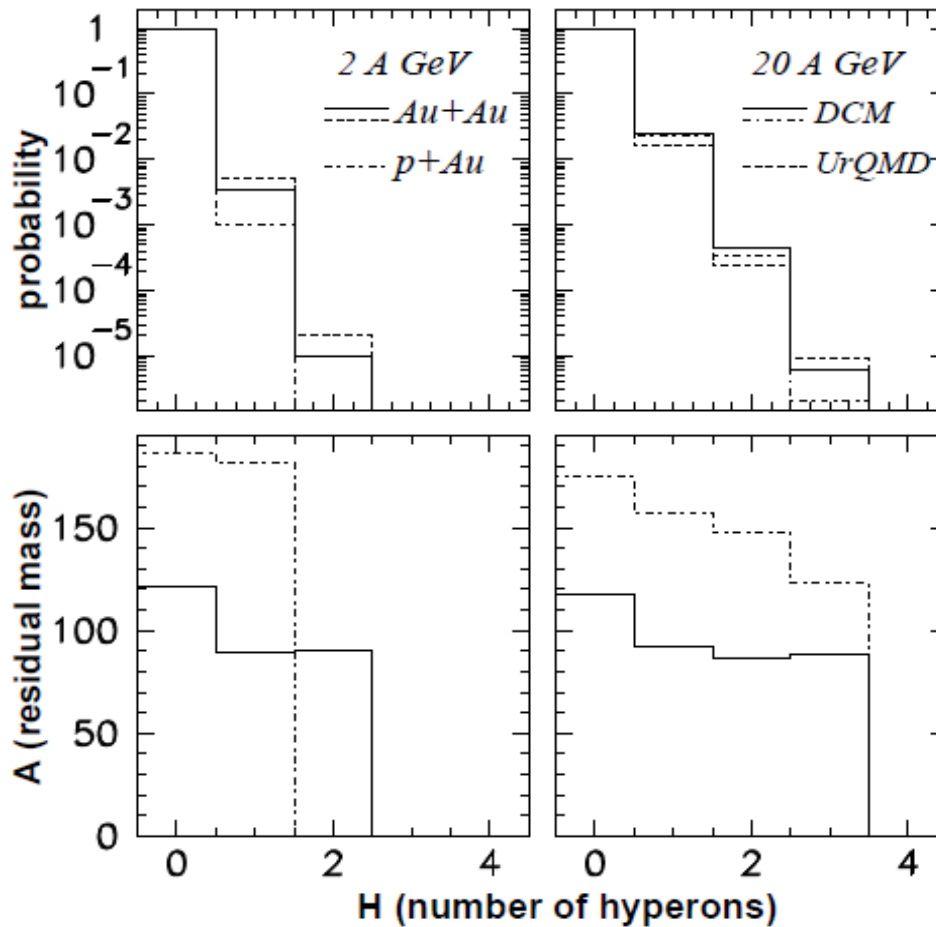 2 A GeV
Au+Au
p+Au
20 A GeV
DCM
UrQMD
probability
1
10⁻¹
10⁻²
10⁻³
10⁻⁴
10⁻⁵
A (residual mass)
150
100
50
0
0 2 4
0 2 4
H (number of hyperons)